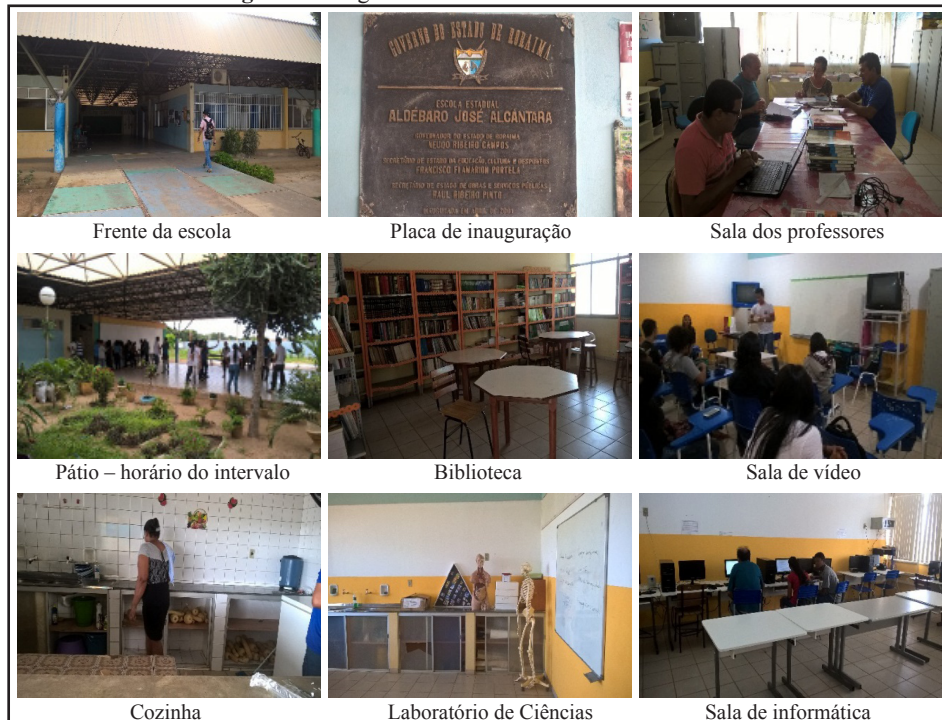 Frente da escola
GOVERNO DO ESTADO DE RORAIMA
ESCOLA ESTADUAL
ALDÉBARO JOSÉ ALCÂNTARA
GOVERNADOR DO ESTADO DE RORAIMA
NEUDO RIBEIRO CAMPOS
SECRETÁRIO DE ESTADO DA EDUCAÇÃO, CULTURA E DESPORTOS
FRANCISCO FLAMARION PORTELA
SECRETÁRIO DE ESTADO DE OBRAS E SERVIÇOS PÚBLICOS
RAUL RIBEIRO PINTO
Placa de inauguração
Sala dos professores
Pátio – horário do intervalo
Biblioteca
Sala de vídeo
Cozinha
Laboratório de Ciências
Sala de informática